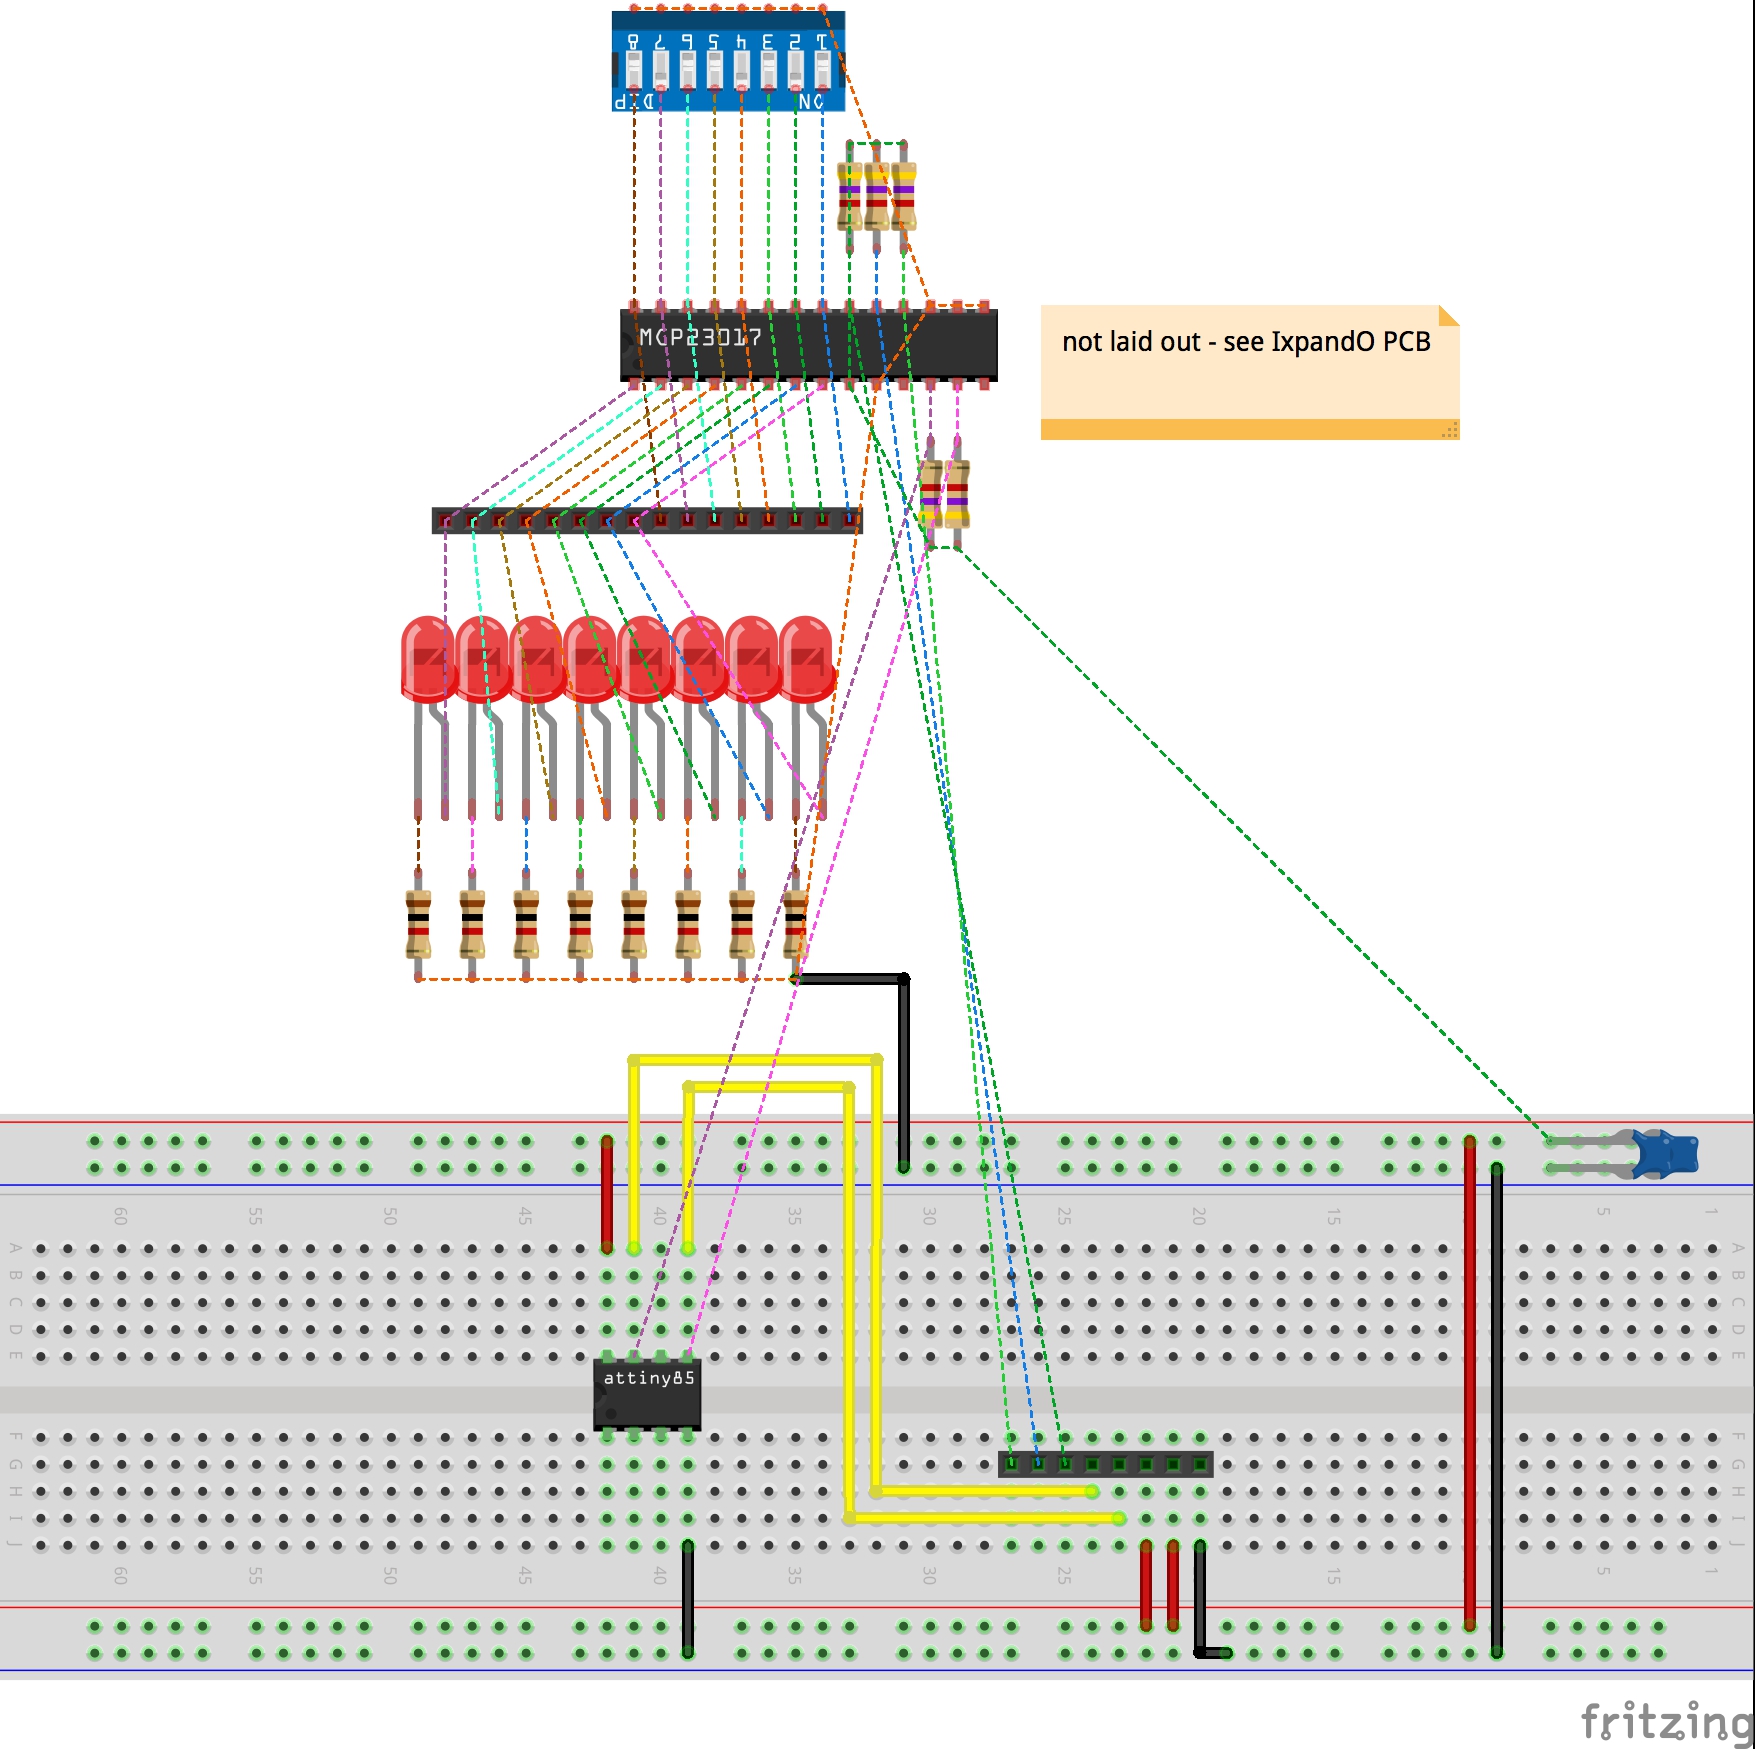 8 7 6 5 4 3 2 1
DIP ON
MCP23017
not laid out - see IxpandO PCB
60 55 50 45 40 35 30 25 20 15 5 1
A A
B B
C C
D D
E E
attiny85
F F
G G
H H
I I
J J
60 55 50 45 40 35 30 25 15 5 1
fritzing